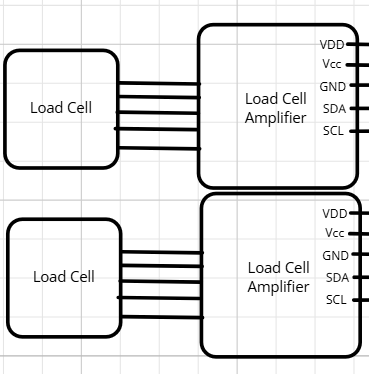 Load Cell
Load Cell
Amplifier
VDD
Vcc
GND
SDA
SCL
Load Cell
Load Cell
Amplifier
VDD
Vcc
GND
SDA
SCL